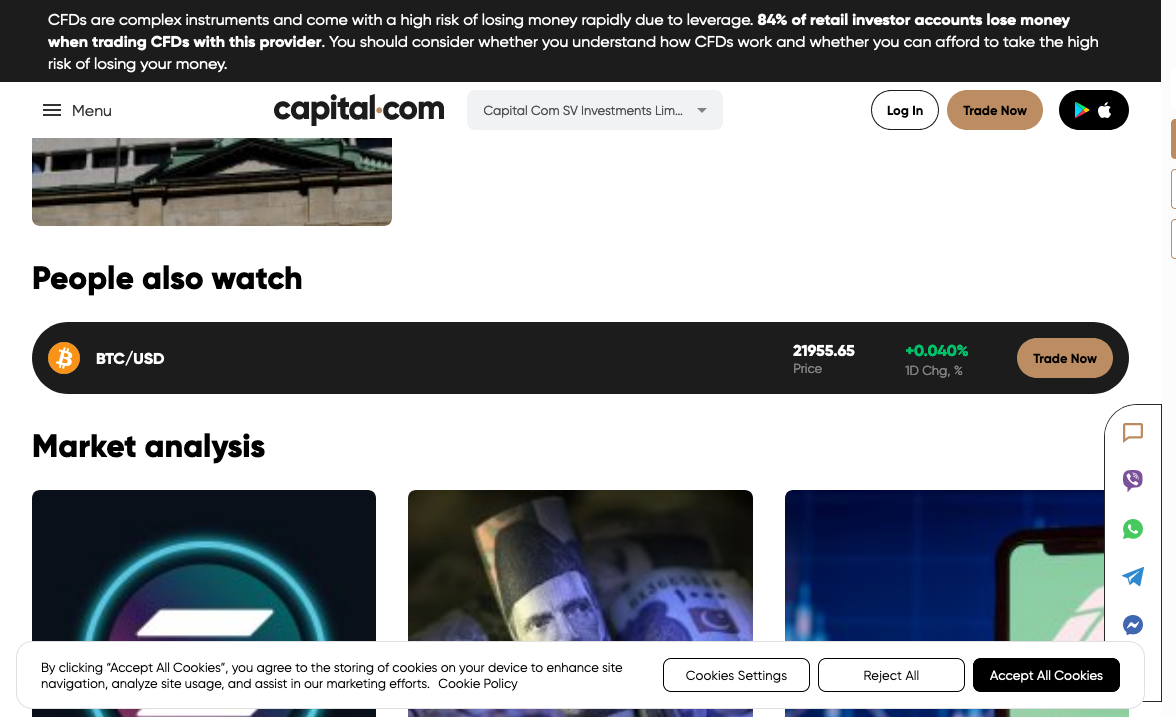 CFDs are complex instruments and come with a high risk of losing money rapidly due to leverage. 84% of retail investor accounts lose money
when trading CFDs with this provider. You should consider whether you understand how CFDs work and whether you can afford to take the high
risk of losing your money.
Menu
capital.com
Capital Com SV Investments Lim...
Log In
Trade Now
People also watch
BTC/USD
21955.65
Price
+0.040%
1D Chg, %
Trade Now
Market analysis
By clicking “Accept All Cookies”, you agree to the storing of cookies on your device to enhance site
navigation, analyze site usage, and assist in our marketing efforts. Cookie Policy
Cookies Settings
Reject All
Accept All Cookies